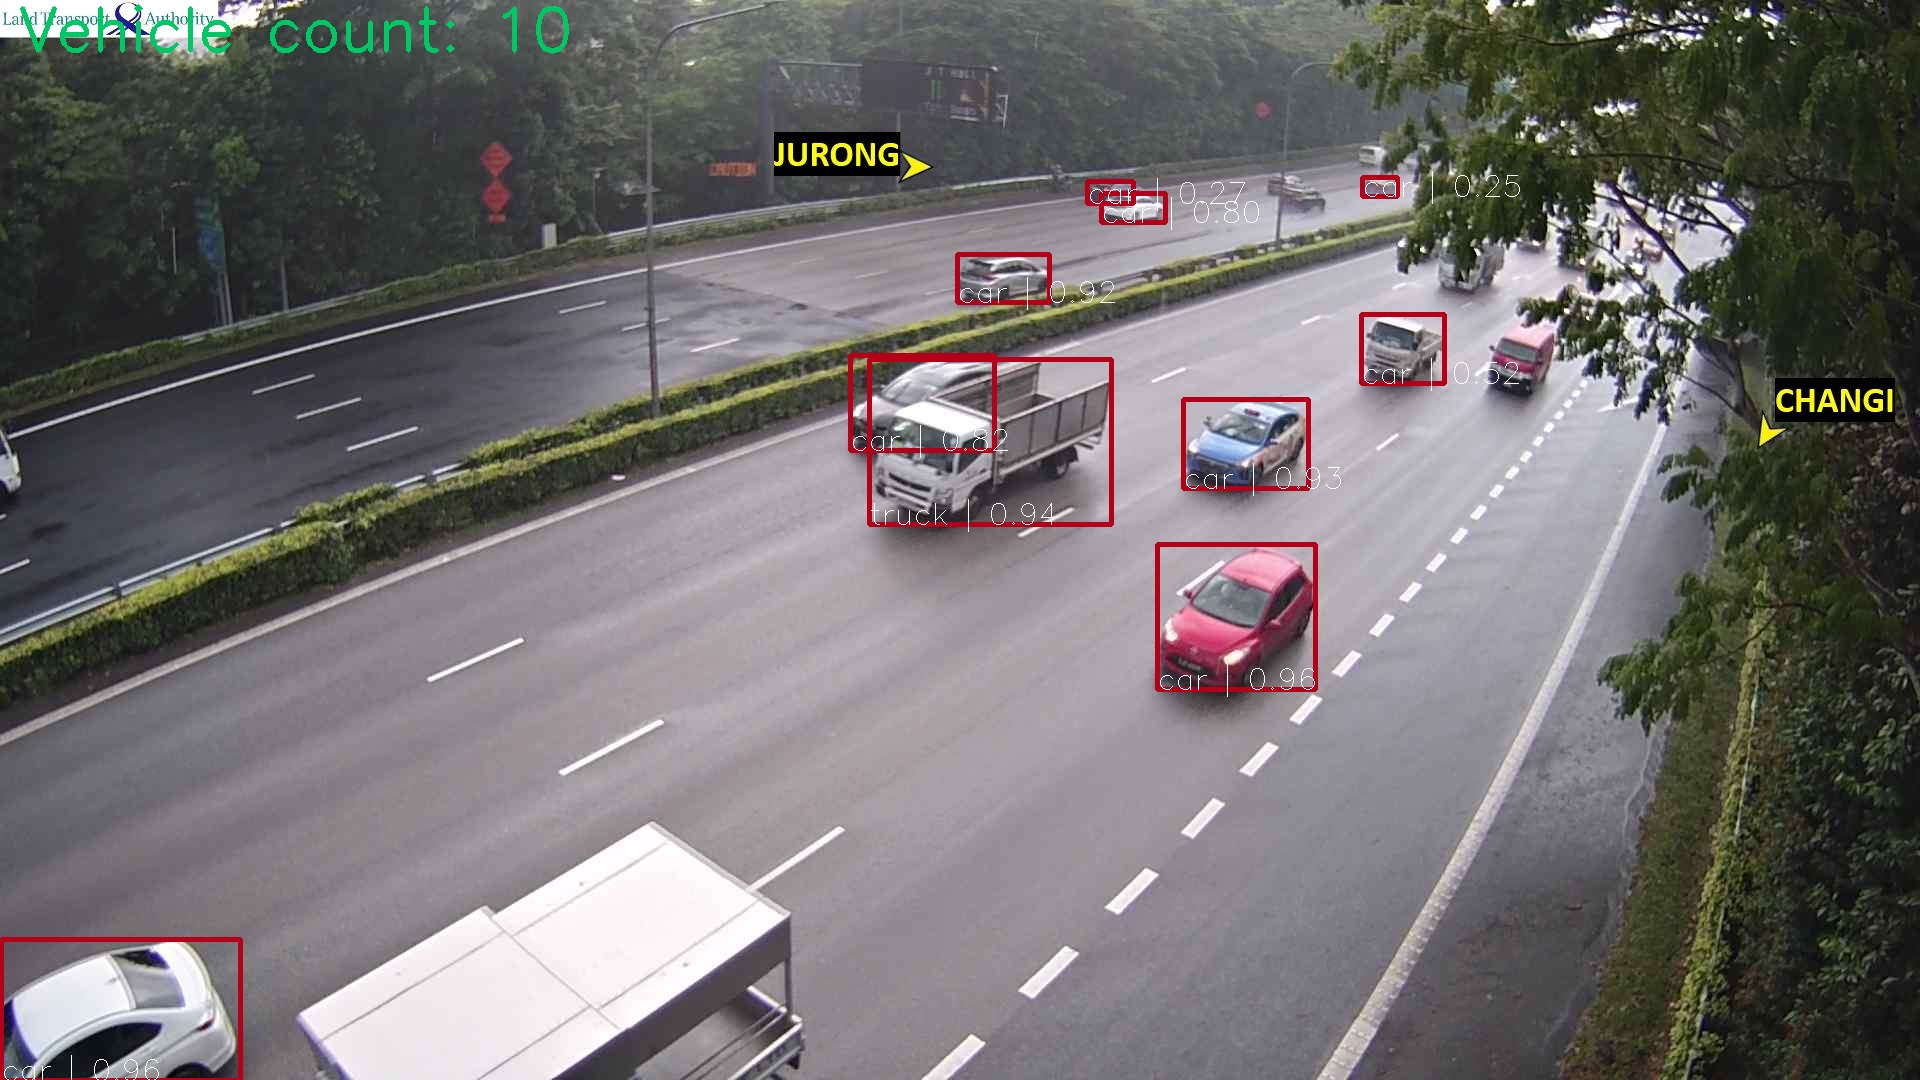 Land Transport Authority
Vehicle count: 10
CAUTION
JURONG
car | 0.27
car | 0.25
car | 0.80
car | 0.92
car | 0.52
CHANGI
car | 0.82
car | 0.93
truck | 0.94
car | 0.96
car | 0.96